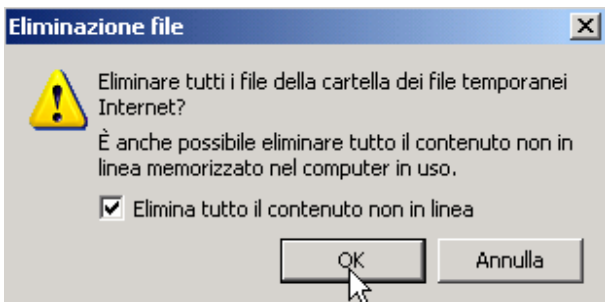 Eliminazione file
Eliminare tutti i file della cartella dei file temporanei
Internet?
È anche possibile eliminare tutto il contenuto non in
linea memorizzato nel computer in uso.
Elimina tutto il contenuto non in linea
OK
Annulla